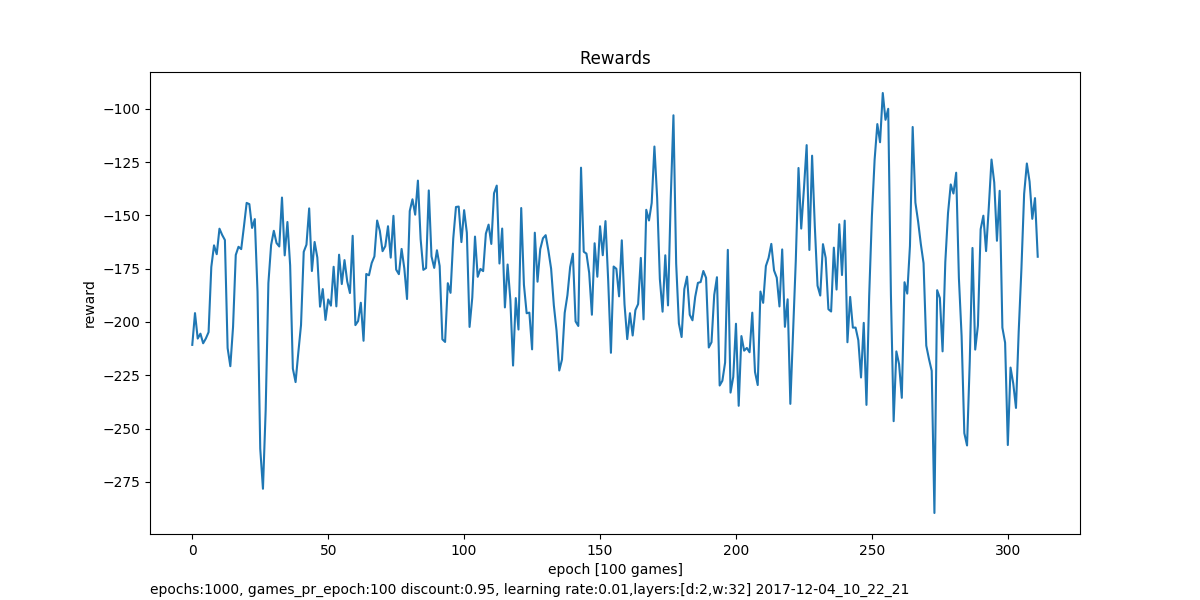 Rewards
−100
−125
−150
−175
−200
−225
−250
−275
reward
0 50 100 150 200 250 300
epoch [100 games]
epochs:1000, games_pr_epoch:100 discount:0.95, learning rate:0.01,layers:[d:2,w:32] 2017-12-04_10_22_21